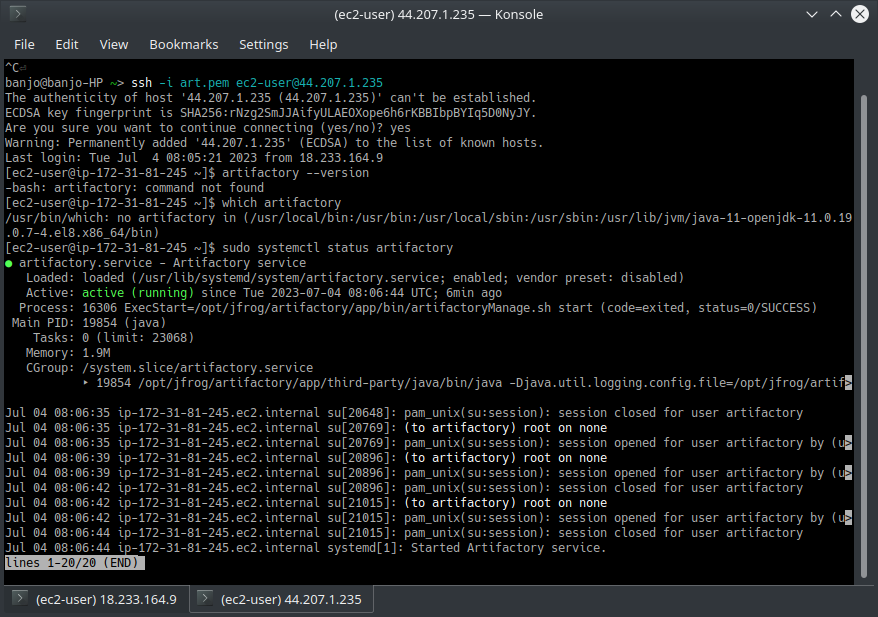 (ec2-user) 44.207.1.235 — Konsole
File Edit View Bookmarks Settings Help
^C⏎
banjo@banjo-HP ~> ssh -i art.pem ec2-user@44.207.1.235
The authenticity of host '44.207.1.235 (44.207.1.235)' can't be established.
ECDSA key fingerprint is SHA256:rNzg2SmJJAifyULAEOXope6h6rKBBIbpBYIq5D0NyJY.
Are you sure you want to continue connecting (yes/no)? yes
Warning: Permanently added '44.207.1.235' (ECDSA) to the list of known hosts.
Last login: Tue Jul  4 08:05:21 2023 from 18.233.164.9
[ec2-user@ip-172-31-81-245 ~]$ artifactory --version
-bash: artifactory: command not found
[ec2-user@ip-172-31-81-245 ~]$ which artifactory
/usr/bin/which: no artifactory in (/usr/local/bin:/usr/bin:/usr/local/sbin:/usr/sbin:/usr/lib/jvm/java-11-openjdk-11.0.19
.0.7-4.el8.x86_64/bin)
[ec2-user@ip-172-31-81-245 ~]$ sudo systemctl status artifactory
● artifactory.service - Artifactory service
   Loaded: loaded (/usr/lib/systemd/system/artifactory.service; enabled; vendor preset: disabled)
   Active: active (running) since Tue 2023-07-04 08:06:44 UTC; 6min ago
  Process: 16306 ExecStart=/opt/jfrog/artifactory/app/bin/artifactoryManage.sh start (code=exited, status=0/SUCCESS)
 Main PID: 19854 (java)
    Tasks: 0 (limit: 23068)
   Memory: 1.9M
   CGroup: /system.slice/artifactory.service
           ‣ 19854 /opt/jfrog/artifactory/app/third-party/java/bin/java -Djava.util.logging.config.file=/opt/jfrog/artif>
Jul 04 08:06:35 ip-172-31-81-245.ec2.internal su[20648]: pam_unix(su:session): session closed for user artifactory
Jul 04 08:06:35 ip-172-31-81-245.ec2.internal su[20769]: (to artifactory) root on none
Jul 04 08:06:35 ip-172-31-81-245.ec2.internal su[20769]: pam_unix(su:session): session opened for user artifactory by (u>
Jul 04 08:06:39 ip-172-31-81-245.ec2.internal su[20896]: (to artifactory) root on none
Jul 04 08:06:39 ip-172-31-81-245.ec2.internal su[20896]: pam_unix(su:session): session opened for user artifactory by (u>
Jul 04 08:06:42 ip-172-31-81-245.ec2.internal su[20896]: pam_unix(su:session): session closed for user artifactory
Jul 04 08:06:42 ip-172-31-81-245.ec2.internal su[21015]: (to artifactory) root on none
Jul 04 08:06:42 ip-172-31-81-245.ec2.internal su[21015]: pam_unix(su:session): session opened for user artifactory by (u>
Jul 04 08:06:44 ip-172-31-81-245.ec2.internal su[21015]: pam_unix(su:session): session closed for user artifactory
Jul 04 08:06:44 ip-172-31-81-245.ec2.internal systemd[1]: Started Artifactory service.
lines 1-20/20 (END)
(ec2-user) 18.233.164.9 (ec2-user) 44.207.1.235